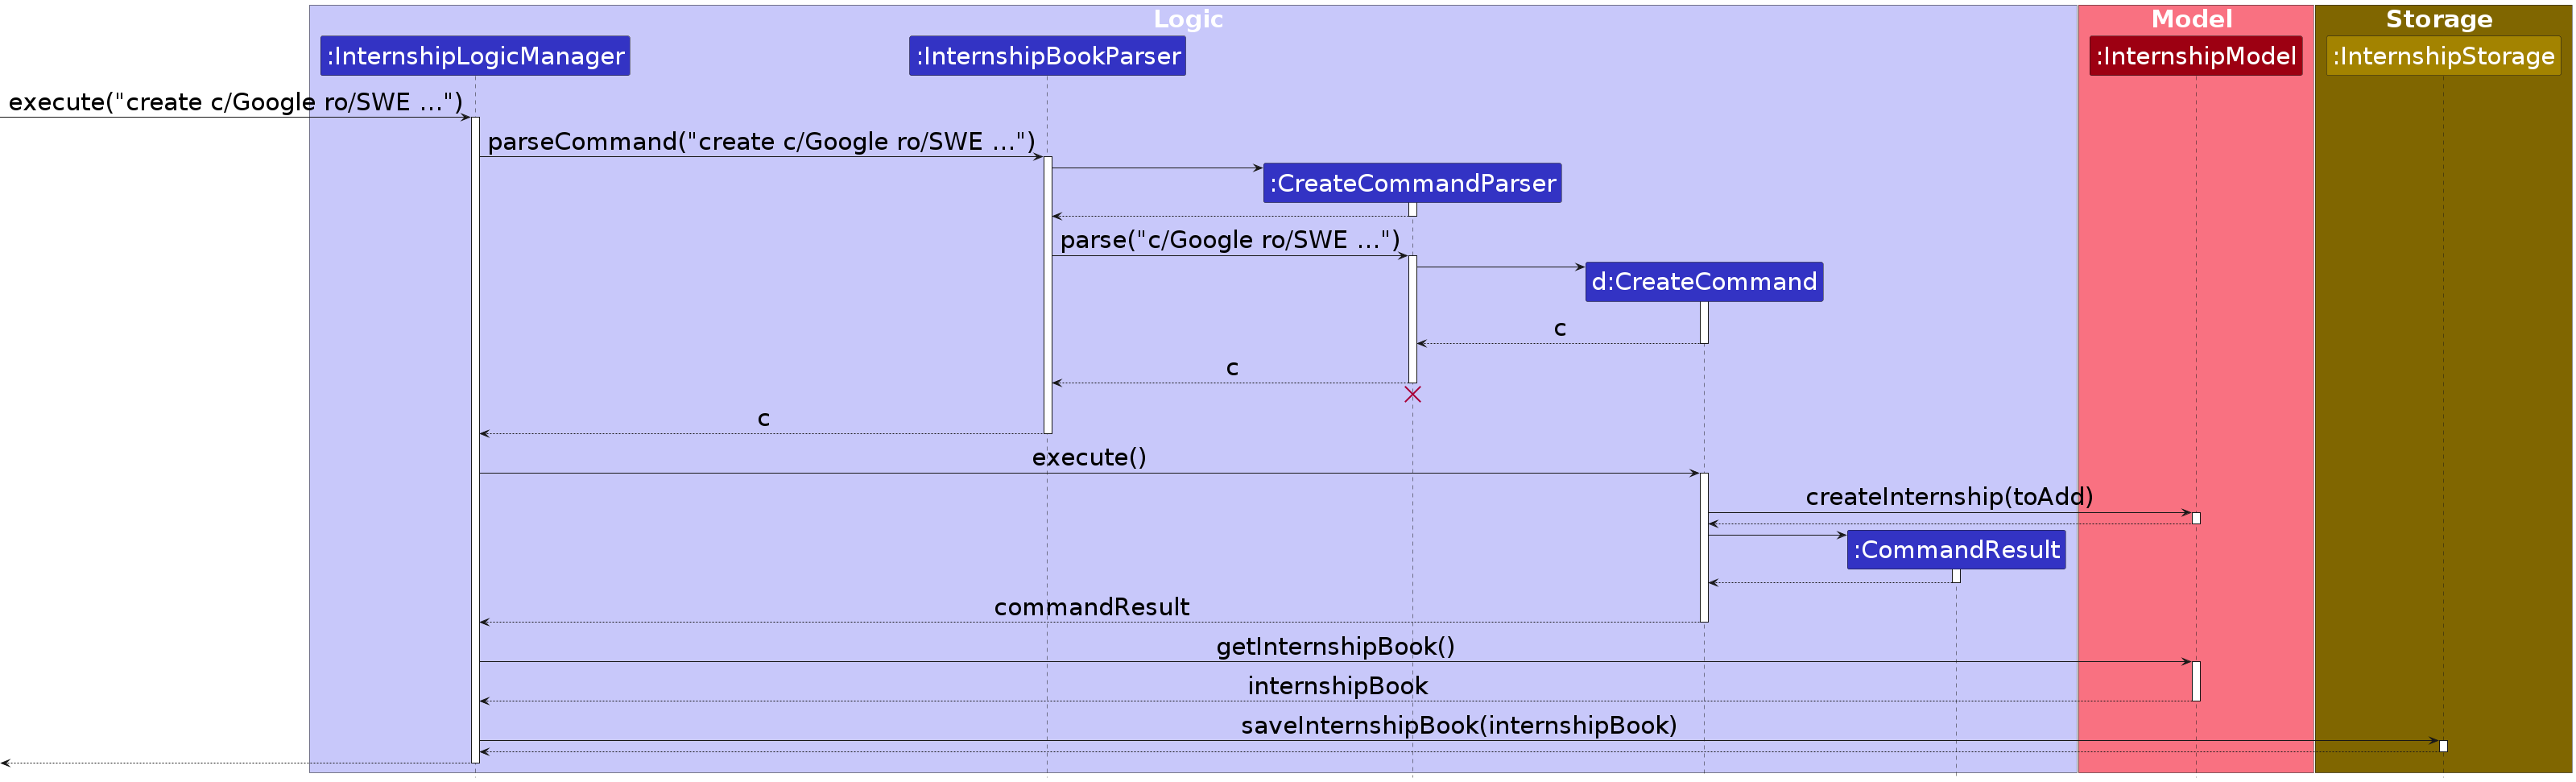 Logic
Model
Storage
:InternshipLogicManager
:InternshipBookParser
:InternshipModel
:InternshipStorage
execute("create c/Google ro/SWE ...")
parseCommand("create c/Google ro/SWE ...")
:CreateCommandParser
parse("c/Google ro/SWE ...")
d:CreateCommand
c
c
c
execute()
createInternship(toAdd)
:CommandResult
commandResult
getInternshipBook()
internshipBook
saveInternshipBook(internshipBook)